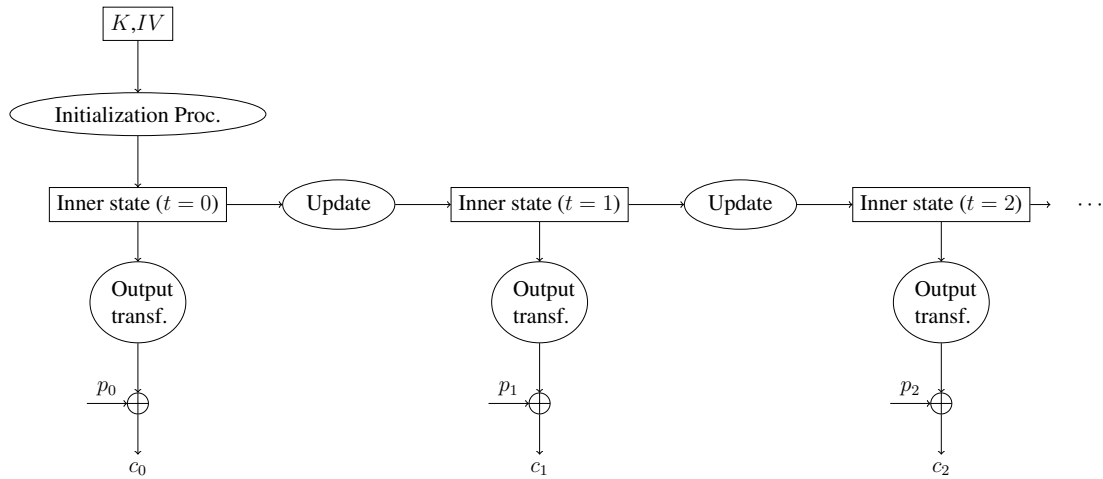 K,IV
Initialization Proc.
Inner state (t = 0)
Update
Inner state (t = 1)
Update
Inner state (t = 2)
...
Output
transf.
Output
transf.
Output
transf.
p₀
p₁
p₂
c₀
c₁
c₂